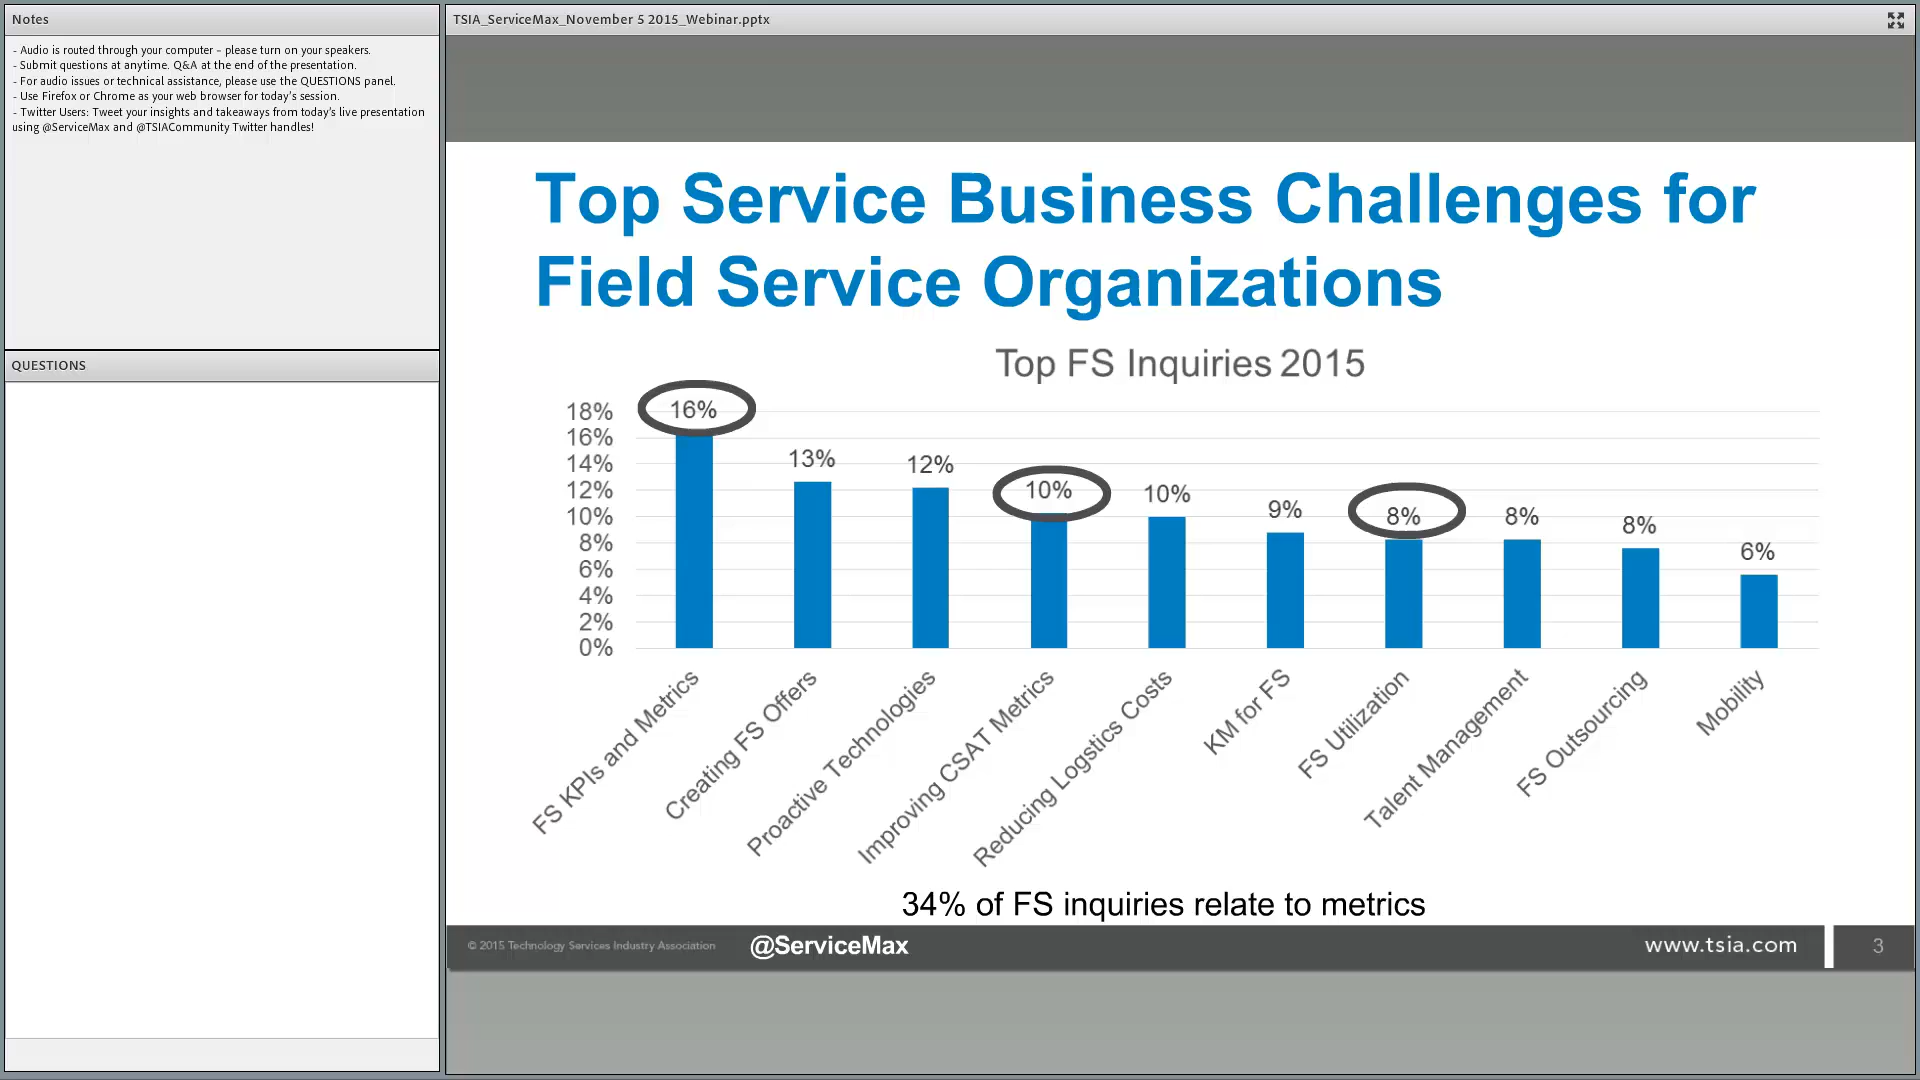 Notes
- Audio is routed through your computer – please turn on your speakers.
- Submit questions at anytime. Q&A at the end of the presentation.
- For audio issues or technical assistance, please use the QUESTIONS panel.
- Use Firefox or Chrome as your web browser for today's session.
- Twitter Users: Tweet your insights and takeaways from today's live presentation
using @ServiceMax and @TSIACommunity Twitter handles!
QUESTIONS
TSIA_ServiceMax_November 5 2015_Webinar.pptx
Top Service Business Challenges for
Field Service Organizations
Top FS Inquiries 2015
18%
16%
14%
12%
10%
8%
6%
4%
2%
0%
16%
13%
12%
10%
10%
9%
8%
8%
8%
6%
FS KPIs and Metrics
Creating FS Offers
Proactive Technologies
Improving CSAT Metrics
Reducing Logstics Costs
KM for FS
FS Utilization
Talent Management
FS Outsourcing
Mobility
34% of FS inquiries relate to metrics
© 2015 Technology Services Industry Association
@ServiceMax
www.tsia.com
3